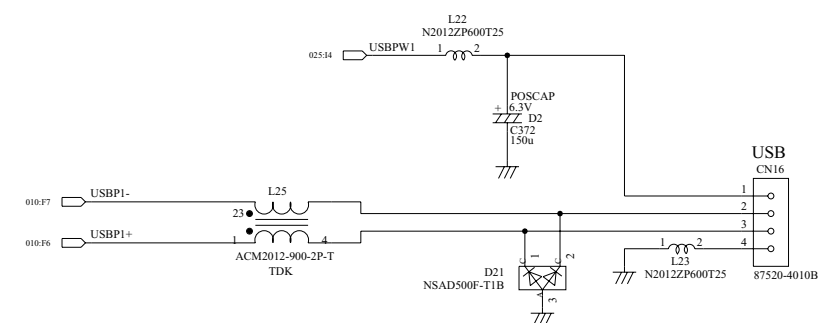 L22
N2012ZP600T25
025:I4
USBPW1
1 2
POSCAP
+ 6.3V
D2
C372
150u
USB
CN16
1
2
3
4
010:F7
USBP1-
L25
23
010:F6
USBP1+
1 4
ACM2012-900-2P-T
TDK
C 1 C 2
D21
NSAD500F-T1B
A 3
1 2
L23
N2012ZP600T25
87520-4010B